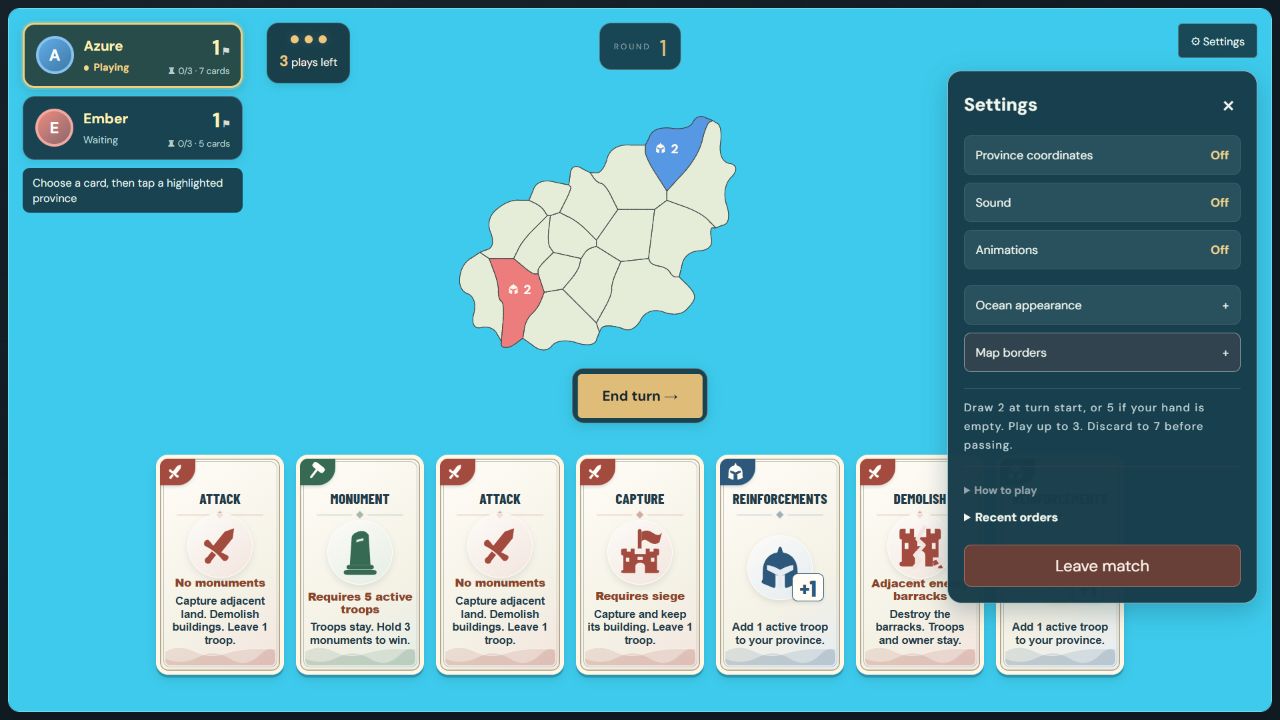 A
Azure
1
Playing
0/3 · 7 cards
E
Ember
1
Waiting
0/3 · 5 cards
Choose a card, then tap a highlighted
province
3 plays left
ROUND 1
⚙ Settings
2
2
End turn →
Settings
×
Province coordinates Off
Sound Off
Animations Off
Ocean appearance +
Map borders +
Draw 2 at turn start, or 5 if your hand is
empty. Play up to 3. Discard to 7 before
passing.
▶ How to play
▶ Recent orders
Leave match
ATTACK
No monuments
Capture adjacent
land. Demolish
buildings. Leave 1
troop.
MONUMENT
Requires 5 active
troops
Troops stay. Hold 3
monuments to win.
ATTACK
No monuments
Capture adjacent
land. Demolish
buildings. Leave 1
troop.
CAPTURE
Requires siege
Capture and keep
its building. Leave 1
troop.
REINFORCEMENTS
+1
Add 1 active troop
to your province.
DEMOLISH
Adjacent ene
barracks
Destroy the
barracks. Troops
and owner stay.
Add 1 active troop
to your province.